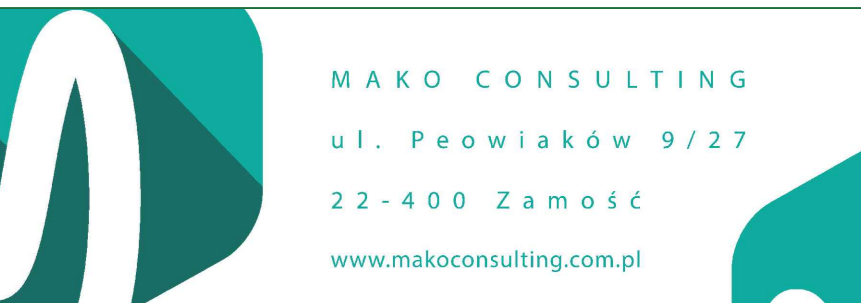 MAKO CONSULTING
ul. Peowiaków 9/27
22-400 Zamość
www.makoconsulting.com.pl